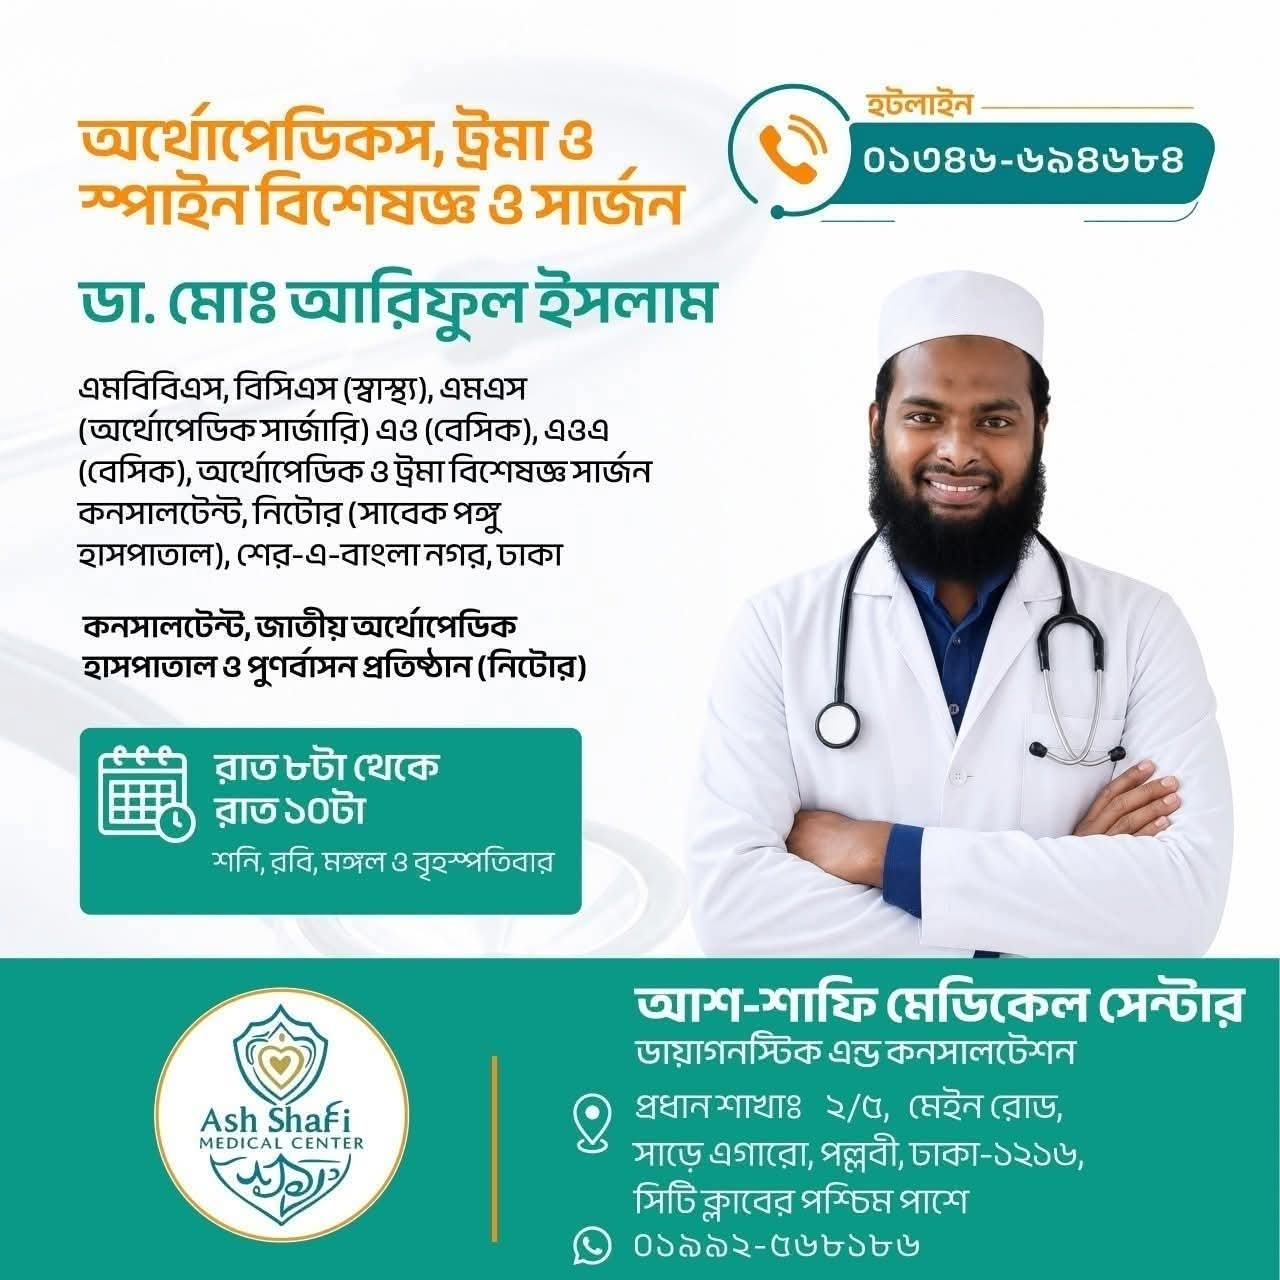 অর্থোপেডিকস, ট্রমা ও
স্পাইন বিশেষজ্ঞ ও সার্জন
হটলাইন
০১৩৪৬-৬৯৪৬৮৪
ডা. মোঃ আরিফুল ইসলাম
এমবিবিএস, বিসিএস (স্বাস্থ্য), এমএস
(অর্থোপেডিক সার্জারি) এও (বেসিক), এওএ
(বেসিক), অর্থোপেডিক ও ট্রমা বিশেষজ্ঞ সার্জন
কনসালটেন্ট, নিটোর (সাবেক পঙ্গু
হাসপাতাল), শের-এ-বাংলা নগর, ঢাকা
কনসালটেন্ট, জাতীয় অর্থোপেডিক
হাসপাতাল ও পুণর্বাসন প্রতিষ্ঠান (নিটোর)
রাত ৮টা থেকে
রাত ১০টা
শনি, রবি, মঙ্গল ও বৃহস্পতিবার
Ash Shafi
MEDICAL CENTER
আশ-শাফি মেডিকেল সেন্টার
ডায়াগনস্টিক এন্ড কনসালটেশন
প্রধান শাখাঃ ২/৫, মেইন রোড,
সাড়ে এগারো, পল্লবী, ঢাকা-১২১৬,
সিটি ক্লাবের পশ্চিম পাশে
০১৯৯২-৫৬৮১৮৬